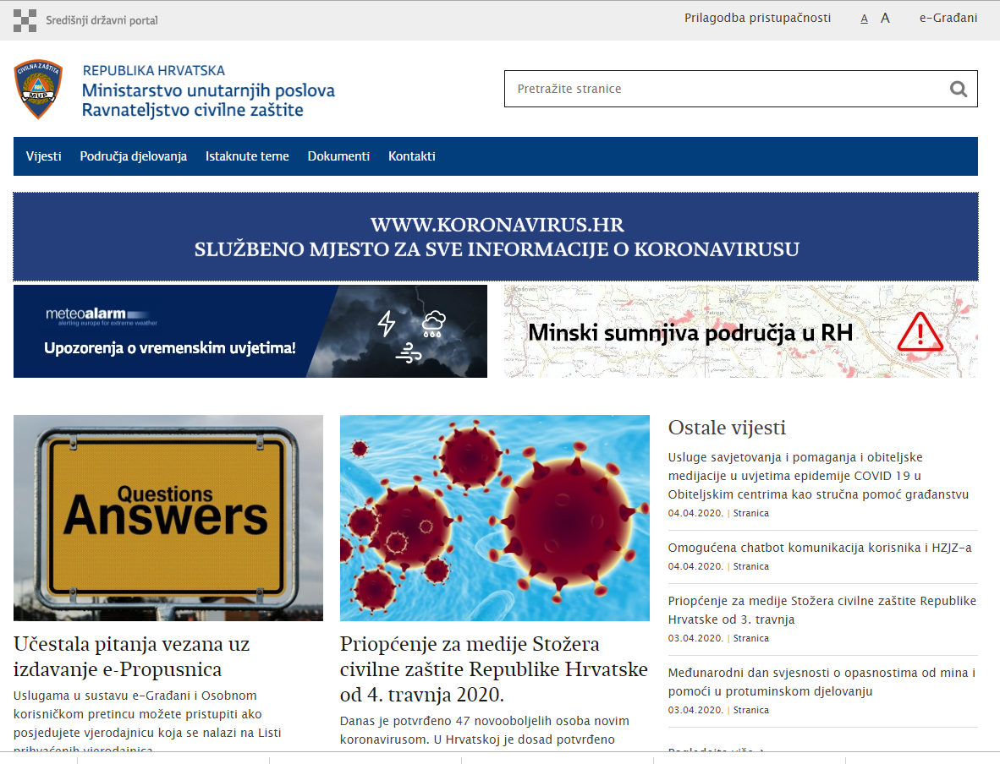 Središnji državni portal
Prilagodba pristupačnosti
A A
e-Građani
CIVILNA ZAŠTITA
MUP
REPUBLIKA HRVATSKA
Ministarstvo unutarnjih poslova
Ravnateljstvo civilne zaštite
Pretražite stranice
Vijesti Područja djelovanja Istaknute teme Dokumenti Kontakti
WWW.KORONAVIRUS.HR
SLUŽBENO MJESTO ZA SVE INFORMACIJE O KORONAVIRUSU
meteoalarm
alerting europe for extreme weather
Upozorenja o vremenskim uvjetima!
Minski sumnjiva područja u RH
Questions
Answers
Učestala pitanja vezana uz
izdavanje e-Propusnica
Uslugama u sustavu e-Građani i Osobnom
korisničkom pretincu možete pristupiti ako
posjedujete vjerodajnicu koja se nalazi na Listi
prihvaćenih vjerodajnica
Priopćenje za medije Stožera
civilne zaštite Republike Hrvatske
od 4. travnja 2020.
Danas je potvrđeno 47 novooboljelih osoba novim
koronavirusom. U Hrvatskoj je dosad potvrđeno
Ostale vijesti
Usluge savjetovanja i pomaganja i obiteljske
medijacije u uvjetima epidemije COVID 19 u
Obiteljskim centrima kao stručna pomoć građanstvu
04.04.2020. | Stranica
Omogućena chatbot komunikacija korisnika i HZJZ-a
04.04.2020. | Stranica
Priopćenje za medije Stožera civilne zaštite Republike
Hrvatske od 3. travnja
03.04.2020. | Stranica
Međunarodni dan svjesnosti o opasnostima od mina i
pomoći u protuminskom djelovanju
03.04.2020. | Stranica
Pogledajte više